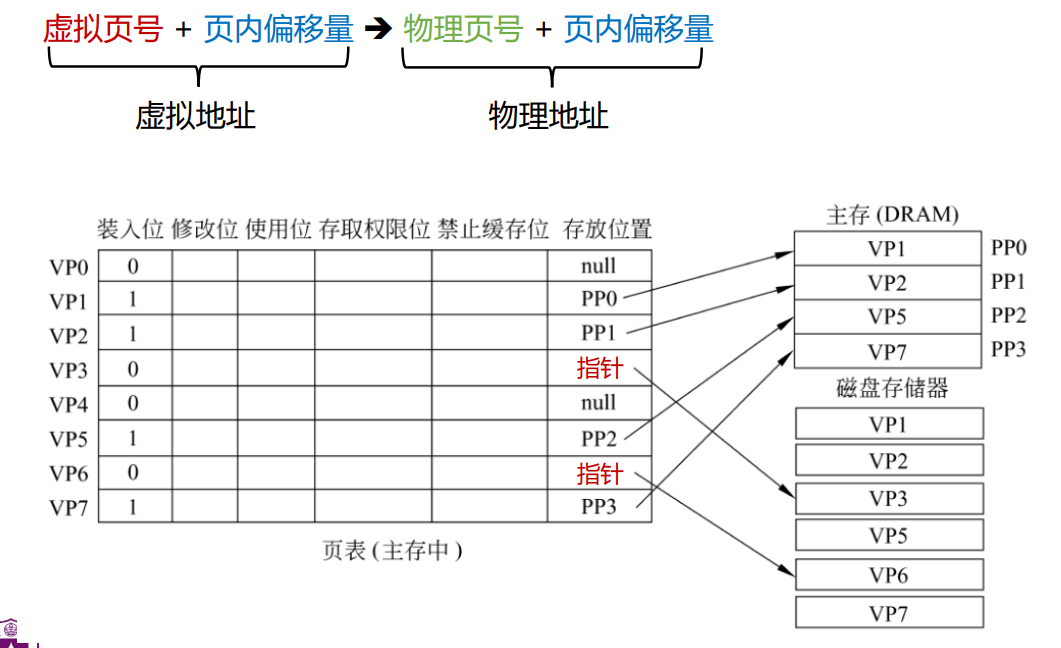 虚拟页号 + 页内偏移量 ➔ 物理页号 + 页内偏移量
虚拟地址 物理地址
装入位 修改位 使用位 存取权限位 禁止缓存位 存放位置
VP0 0 null
VP1 1 PP0
VP2 1 PP1
VP3 0 指针
VP4 0 null
VP5 1 PP2
VP6 0 指针
VP7 1 PP3
页表 (主存中)
主存 (DRAM)
VP1 PP0
VP2 PP1
VP5 PP2
VP7 PP3
磁盘存储器
VP1
VP2
VP3
VP5
VP6
VP7